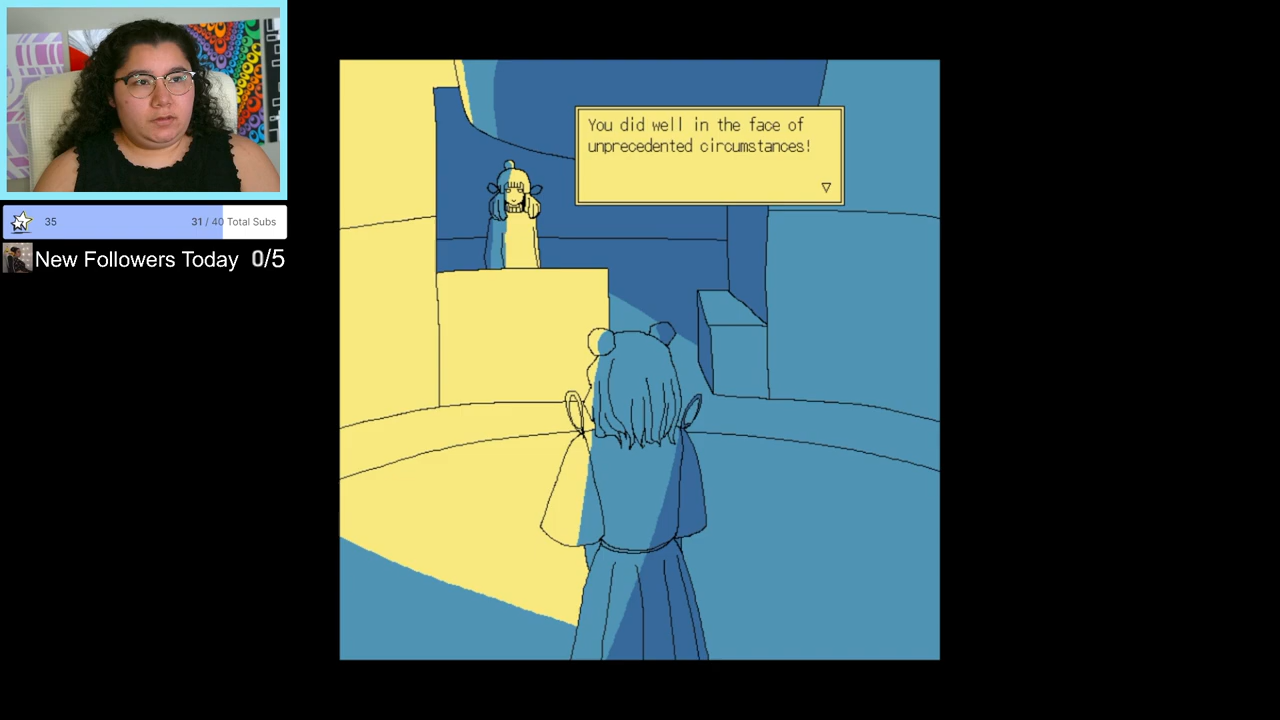 You did well in the face of
unprecedented circumstances!
35
31 / 40 Total Subs
New Followers Today 0/5